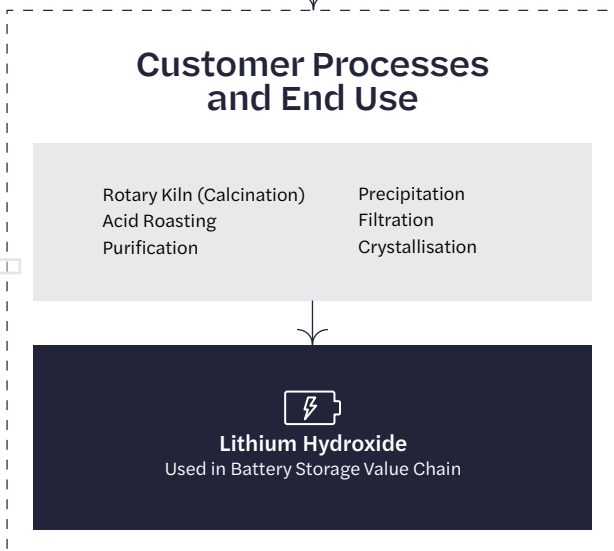 Customer Processes
and End Use
Rotary Kiln (Calcination)
Acid Roasting
Purification
Precipitation
Filtration
Crystallisation
Lithium Hydroxide
Used in Battery Storage Value Chain